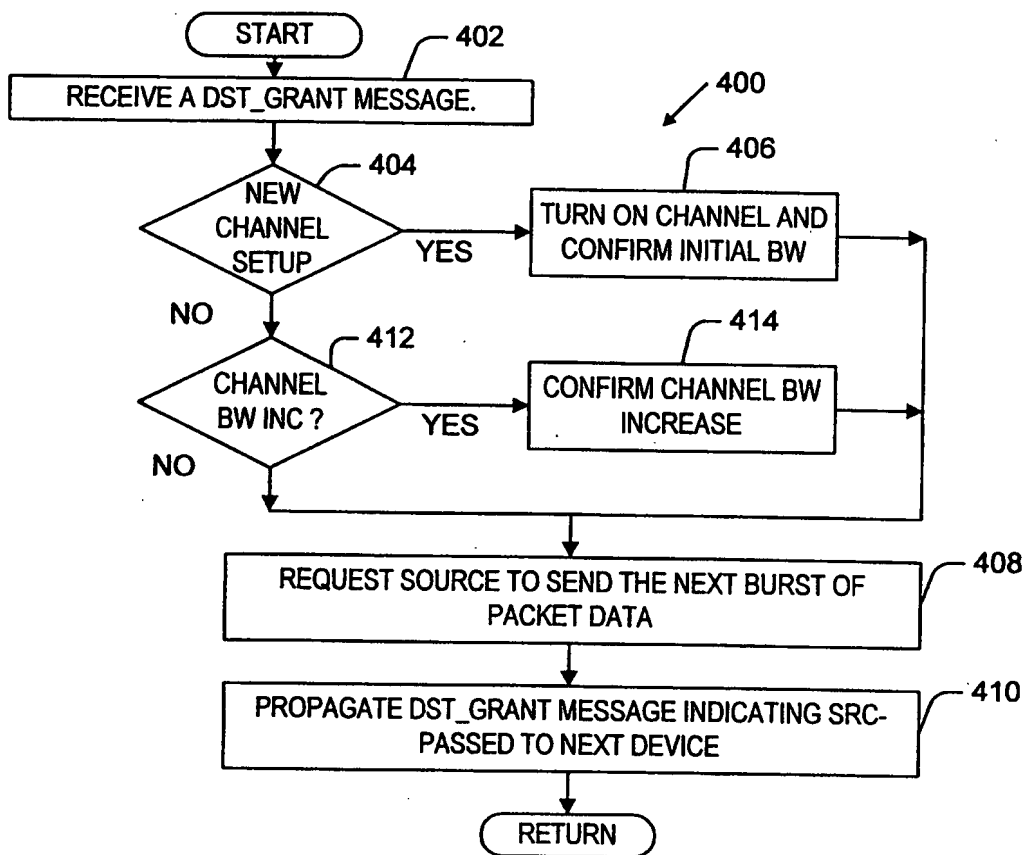 START
402
RECEIVE A DST_GRANT MESSAGE.
400
404
406
NEW
CHANNEL
SETUP
YES
TURN ON CHANNEL AND
CONFIRM INITIAL BW
NO
412
414
CHANNEL
BW INC ?
YES
CONFIRM CHANNEL BW
INCREASE
NO
REQUEST SOURCE TO SEND THE NEXT BURST OF
PACKET DATA
408
PROPAGATE DST_GRANT MESSAGE INDICATING SRC-
PASSED TO NEXT DEVICE
410
RETURN